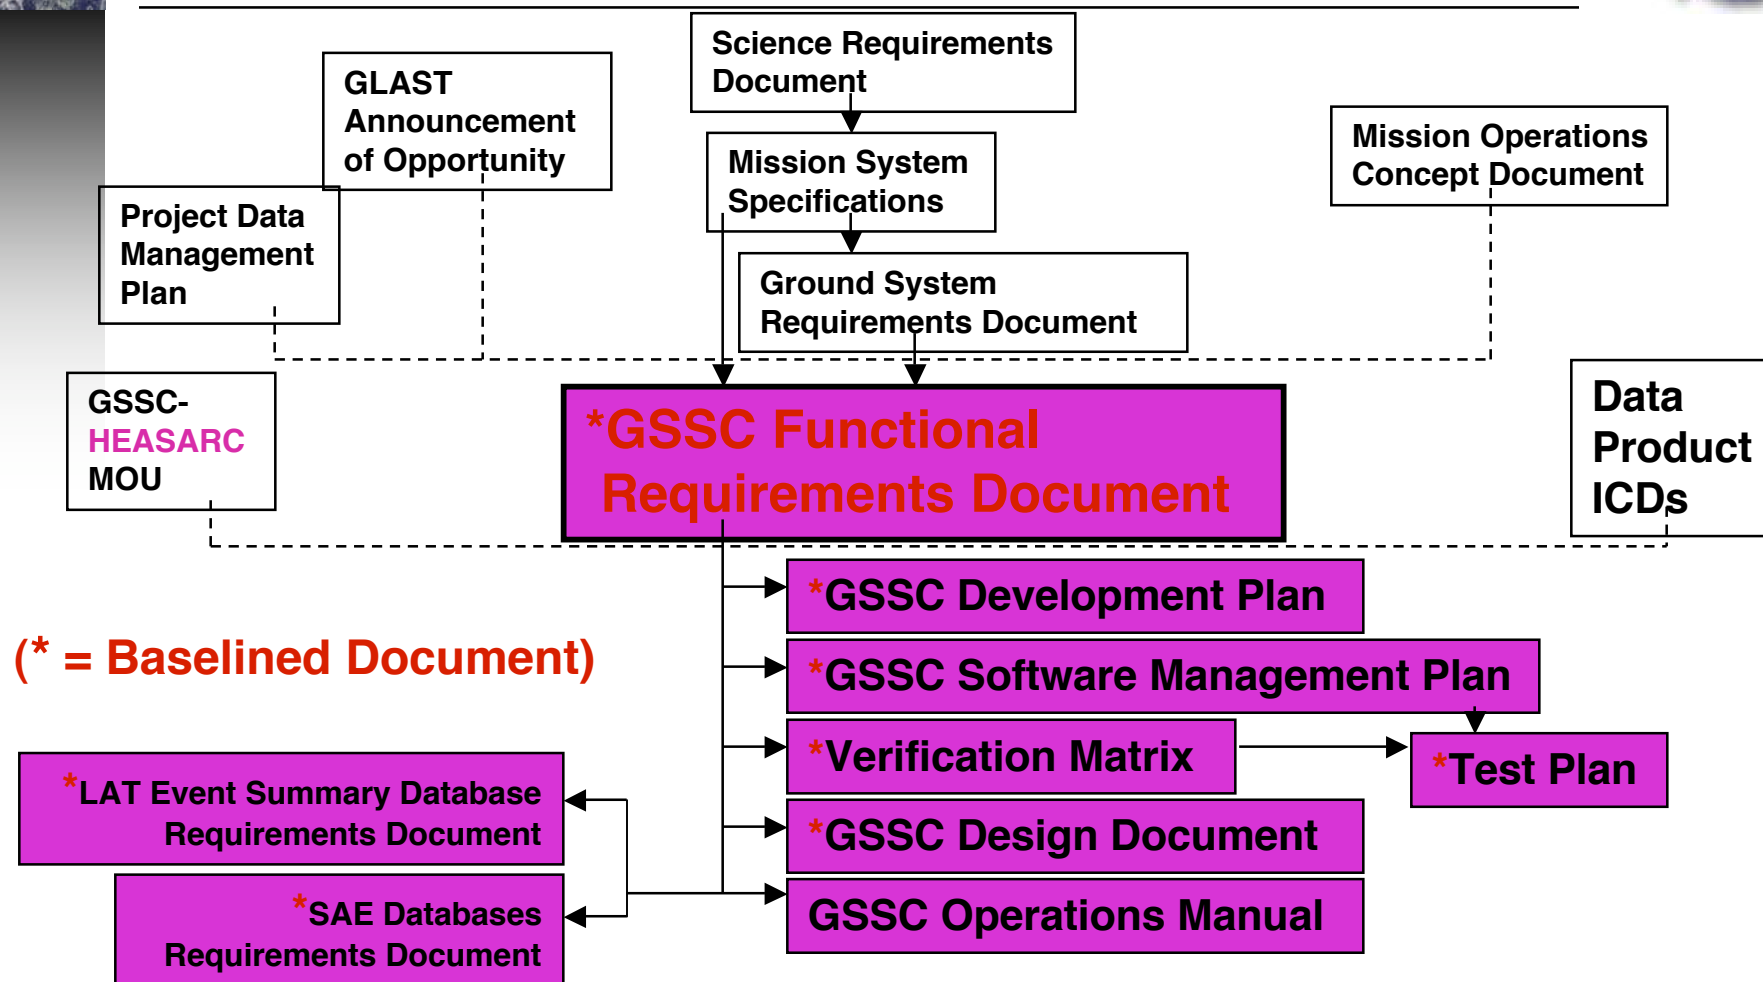 Science Requirements
Document
GLAST
Announcement
of Opportunity
Mission System
Specifications
Mission Operations
Concept Document
Project Data
Management
Plan
Ground System
Requirements Document
GSSC-
HEASARC
MOU
*GSSC Functional
Requirements Document
Data
Product
ICDs
*GSSC Development Plan
(* = Baselined Document)
*GSSC Software Management Plan
*Verification Matrix
*Test Plan
*LAT Event Summary Database
Requirements Document
*GSSC Design Document
*SAE Databases
Requirements Document
GSSC Operations Manual